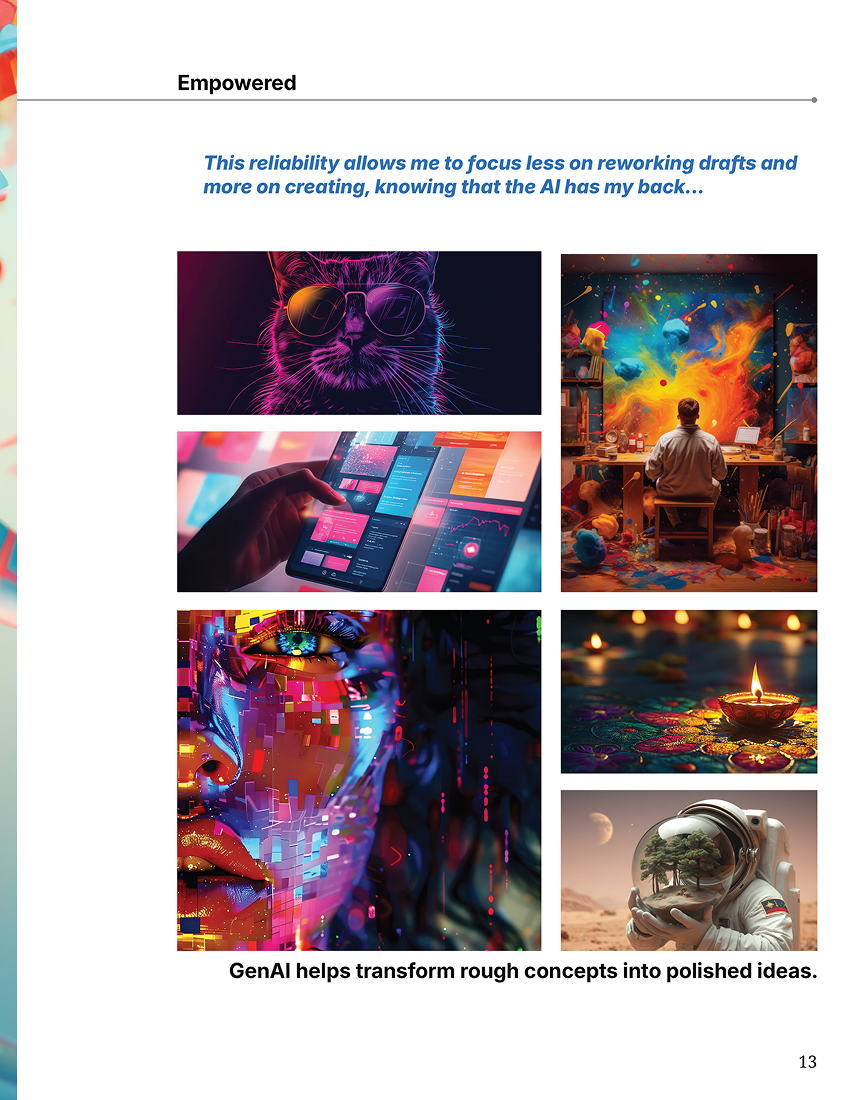 Empowered
This reliability allows me to focus less on reworking drafts and
more on creating, knowing that the AI has my back...
GenAI helps transform rough concepts into polished ideas.
13